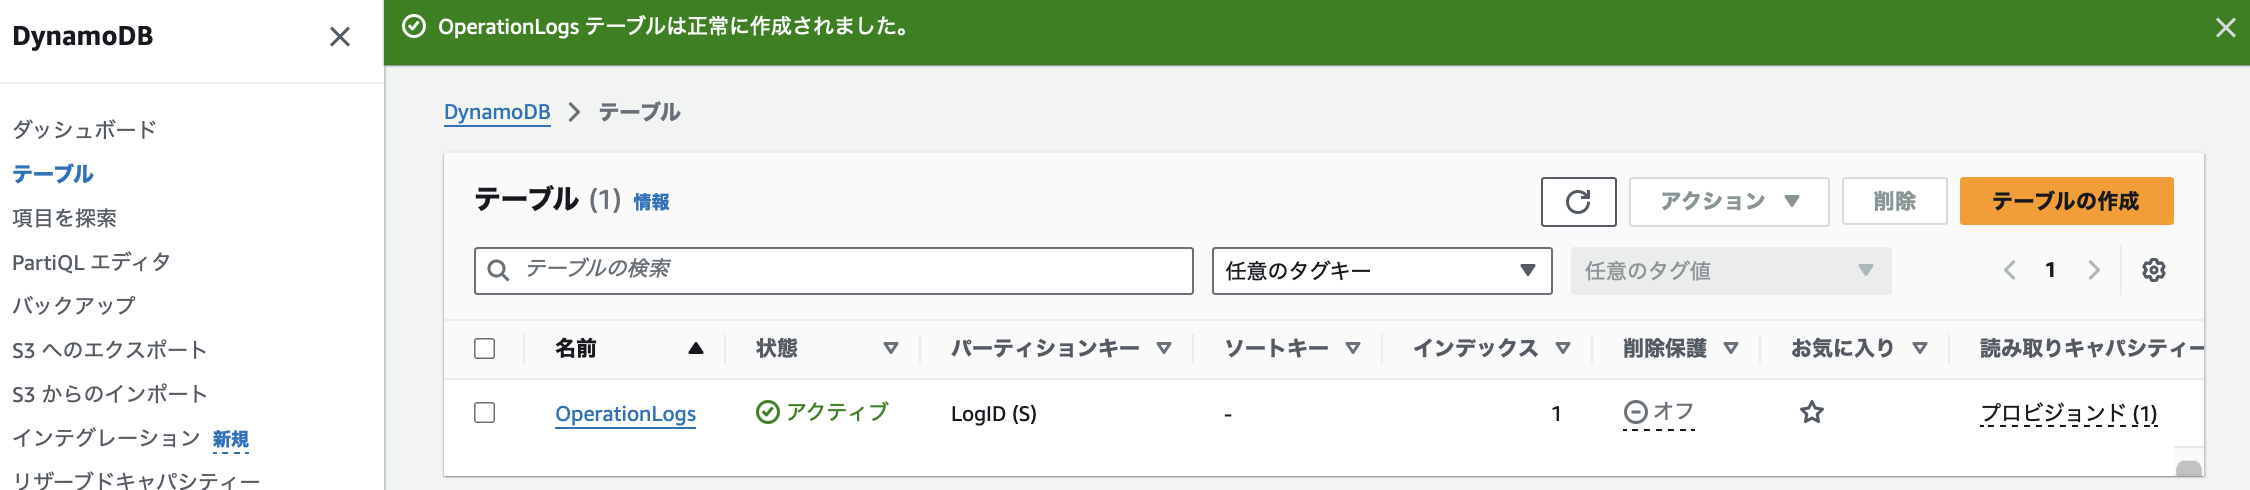 DynamoDB
ダッシュボード
テーブル
項目を探索
PartiQL エディタ
バックアップ
S3 へのエクスポート
S3 からのインポート
インテグレーション 新規
リザーブドキャパシティー
OperationLogs テーブルは正常に作成されました。
DynamoDB テーブル
テーブル (1) 情報
アクション 削除 テーブルの作成
テーブルの検索 任意のタグキー 任意のタグ値 1
名前 状態 パーティションキー ソートキー インデックス 削除保護 お気に入り 読み取りキャパシティー
OperationLogs アクティブ LogID (S) - 1 オフ プロビジョンド (1)